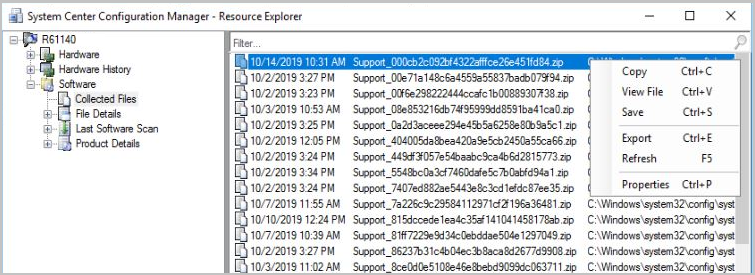 System Center Configuration Manager - Resource Explorer
R61140
Hardware
Hardware History
Software
Collected Files
File Details
Last Software Scan
Product Details
Filter...
10/14/2019 10:31 AM Support_000cb2c092bf4322afffce26e451fd84.zip
10/2/2019 3:27 PM Support_00e71a148c6a4559a55837badb079f94.zip
10/2/2019 3:23 PM Support_00f6e298222444ccafc1b00889307f38.zip
10/3/2019 10:53 AM Support_08e853216db74f95999dd8591ba41ca0.zip
10/2/2019 3:25 PM Support_0a2d3aceee294e45b5a6258e80b9a5c1.zip
10/2/2019 12:05 PM Support_404005da8bea420a9e5cb2450a55ca66.zip
10/2/2019 3:24 PM Support_449df3f057e54baabc9ca4b6d2815773.zip
10/2/2019 3:34 PM Support_5548bc0a3cf7460dafe5c7b0abfd94a1.zip
10/2/2019 3:24 PM Support_7407ed882ae5443e8c3cd1efdc87ee35.zip
10/7/2019 11:55 AM Support_7a226c9c29584112971cf2f196a36481.zip C:\Windows\system32\config\syst
10/10/2019 12:24 PM Support_815dccede1ea4c35af141041458178ab.zip C:\Windows\system32\config\syst
10/7/2019 10:39 AM Support_81ff7229e9d34c0ebddae504e1297049.zip C:\Windows\system32\config\syst
10/2/2019 3:27 PM Support_86237b31c4b04ec3b8aca8d2677d9908.zip C:\Windows\system32\config\syst
10/3/2019 11:02 AM Support_8ce0d0e5108e46e8bebd9099dc063711.zip C:\Windows\system32\config\syst
Copy Ctrl+C
View File Ctrl+V
Save Ctrl+S
Export Ctrl+E
Refresh F5
Properties Ctrl+P